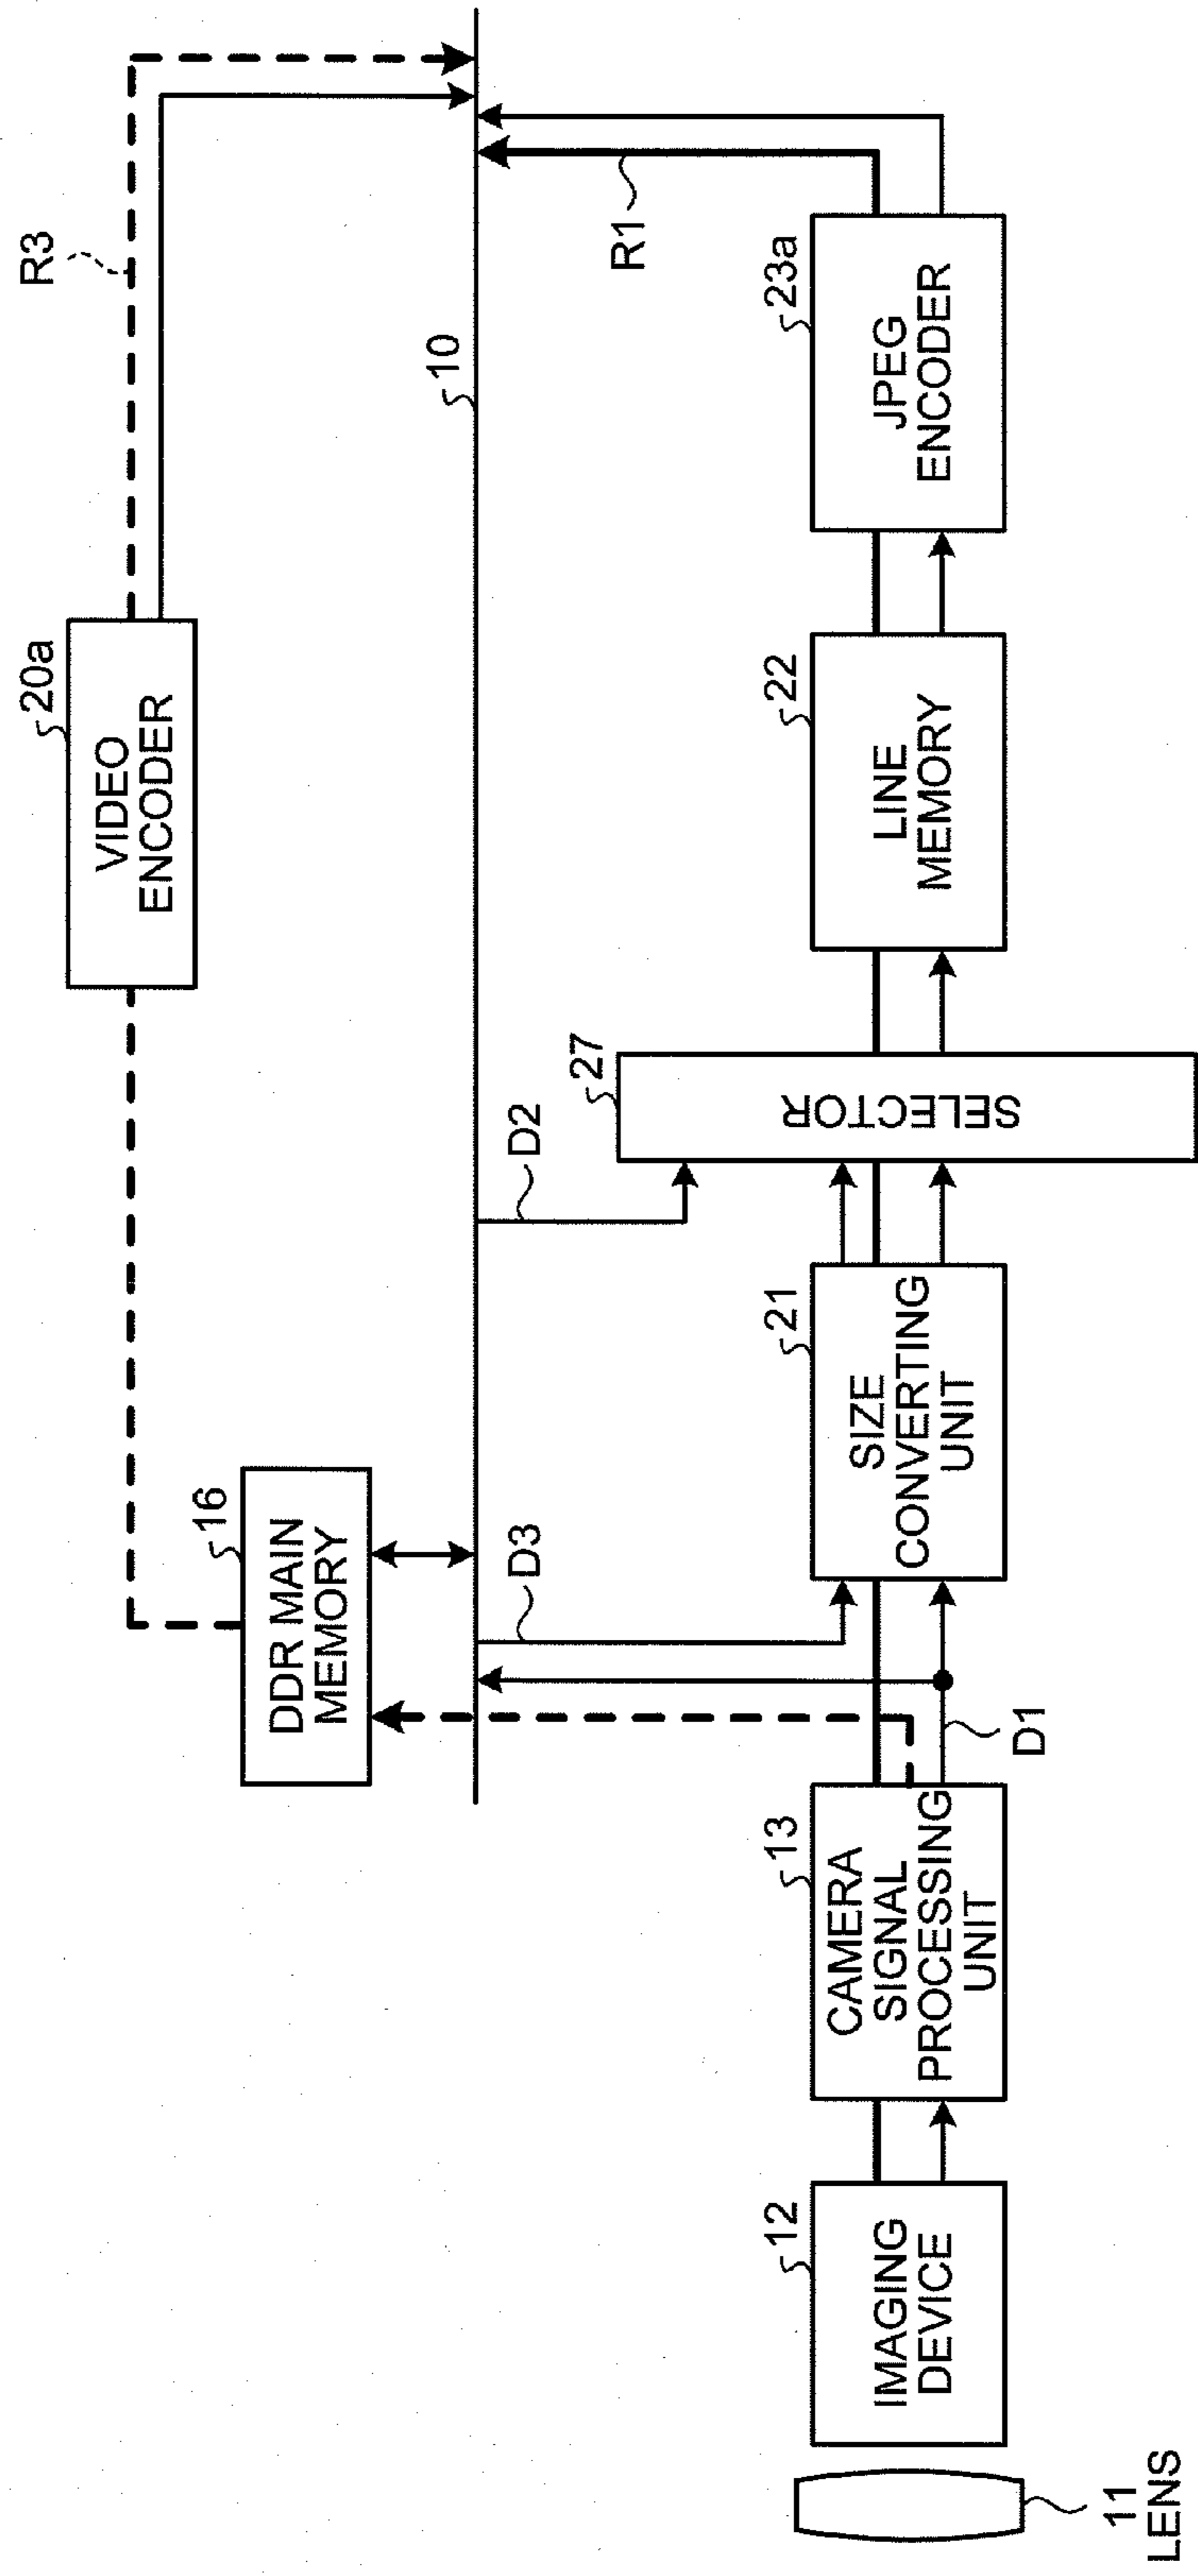 R3
20a
VIDEO
ENCODER
16
DDR MAIN
MEMORY
10
D3
D2
R1
11
LENS
12
IMAGING
DEVICE
13
CAMERA
SIGNAL
PROCESSING
UNIT
D1
21
SIZE
CONVERTING
UNIT
27
SELECTOR
22
LINE
MEMORY
23a
JPEG
ENCODER